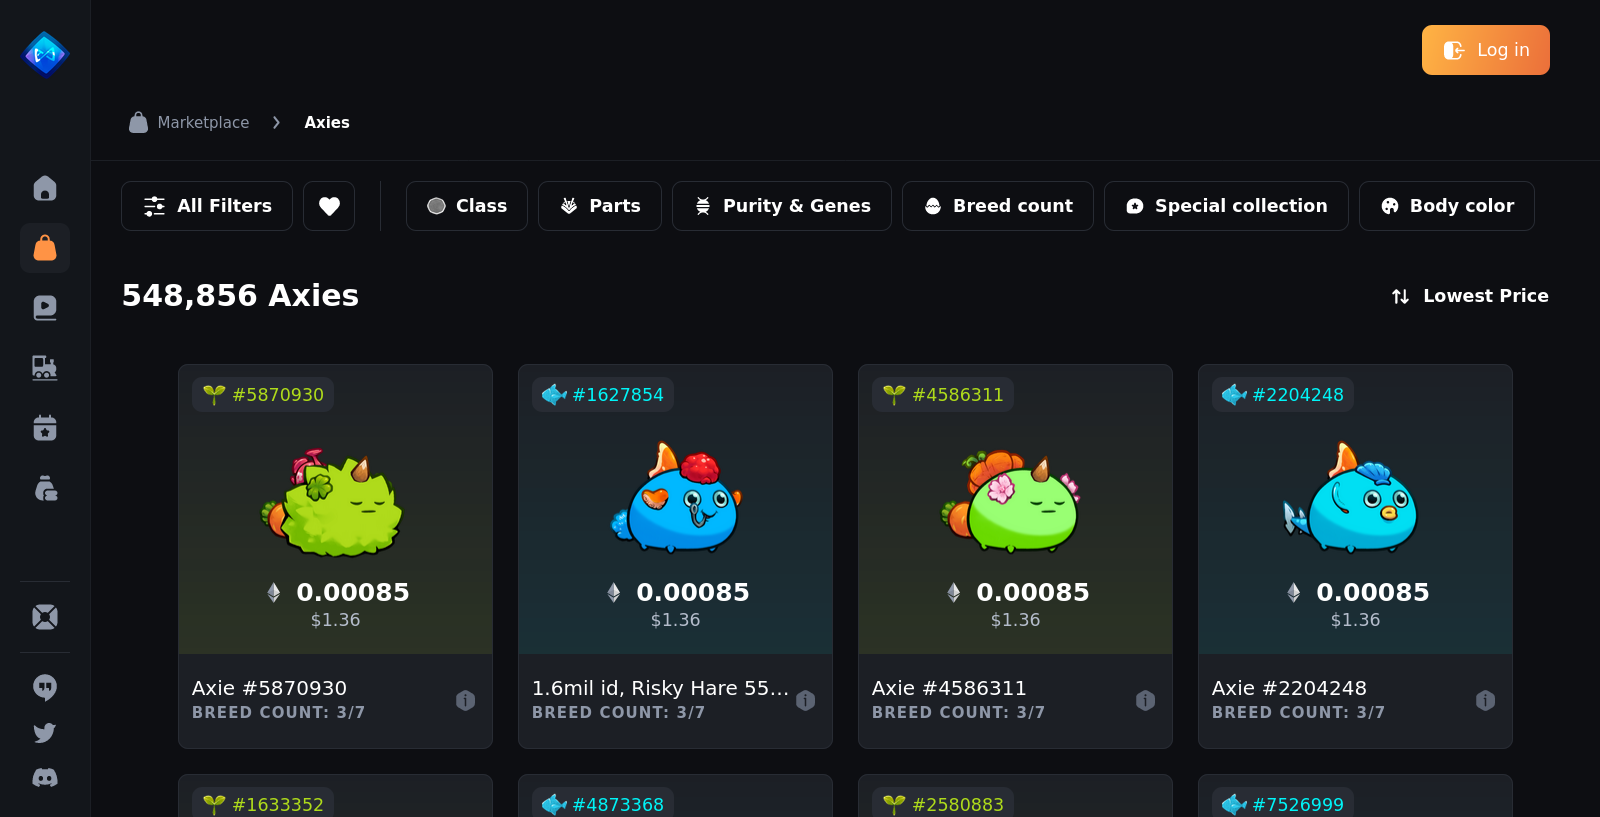 Log in
Marketplace
Axies
All Filters
Class
Parts
Purity & Genes
Breed count
Special collection
Body color
548,856 Axies
Lowest Price
#5870930
0.00085
$1.36
Axie #5870930
BREED COUNT: 3/7
#1627854
0.00085
$1.36
1.6mil id, Risky Hare 55...
BREED COUNT: 3/7
#4586311
0.00085
$1.36
Axie #4586311
BREED COUNT: 3/7
#2204248
0.00085
$1.36
Axie #2204248
BREED COUNT: 3/7
#1633352
#4873368
#2580883
#7526999